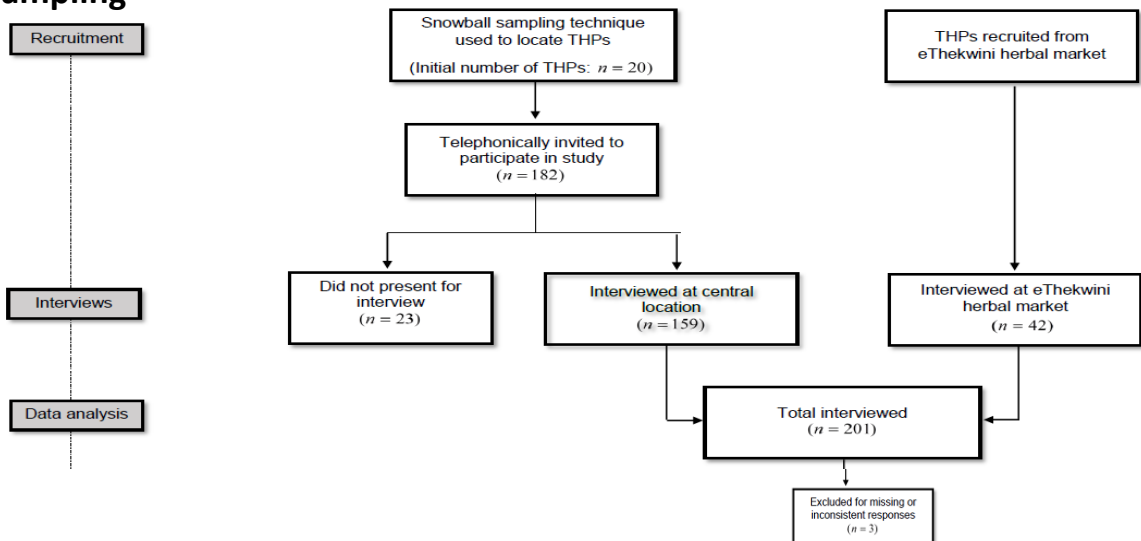 ampling
Recruitment
Snowball sampling technique
used to locate THPs
(Initial number of THPs: n = 20)
THPs recruited from
eThekwini herbal market
Telephonically invited to
participate in study
(n = 182)
Interviews
Did not present for
interview
(n = 23)
Interviewed at central
location
(n = 159)
Interviewed at eThekwini
herbal market
(n = 42)
Data analysis
Total interviewed
(n = 201)
Excluded for missing or
inconsistent responses
(n = 3)